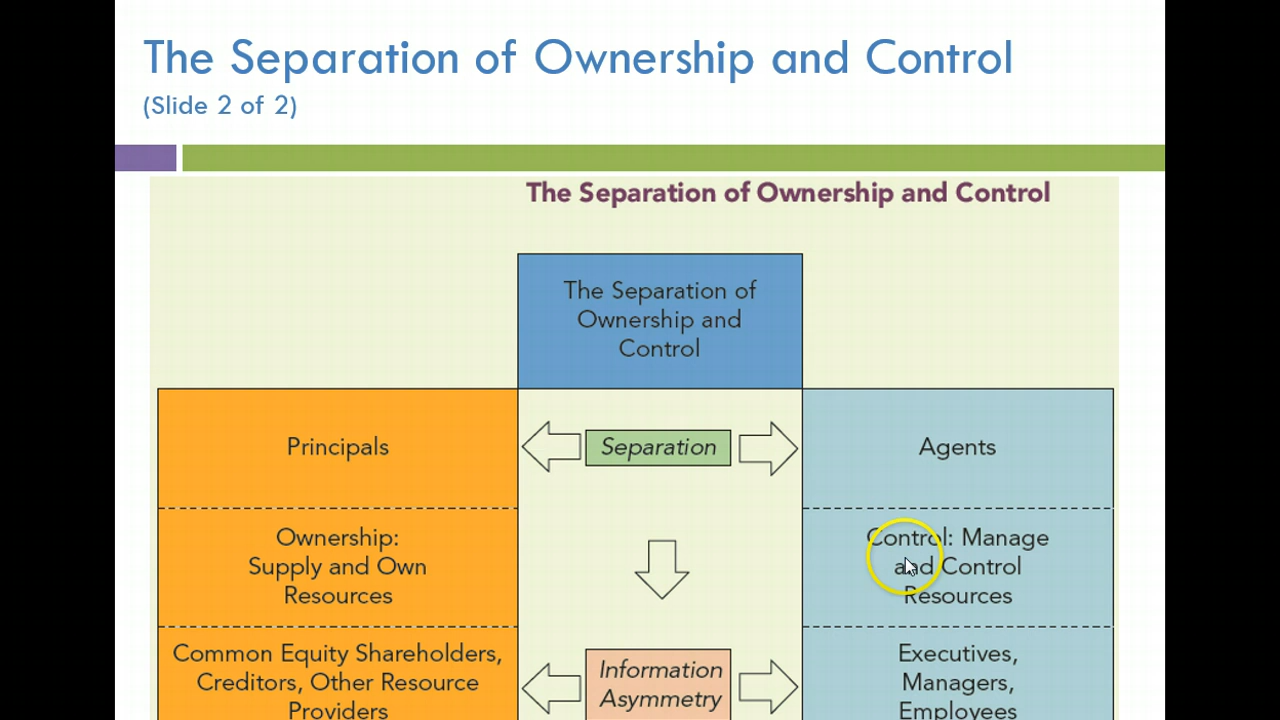 The Separation of Ownership and Control
(Slide 2 of 2)
The Separation of Ownership and Control
The Separation of
Ownership and
Control
Principals
Separation
Agents
Ownership:
Supply and Own
Resources
Control: Manage
and Control
Resources
Common Equity Shareholders,
Creditors, Other Resource
Providers
Information
Asymmetry
Executives,
Managers,
Employees